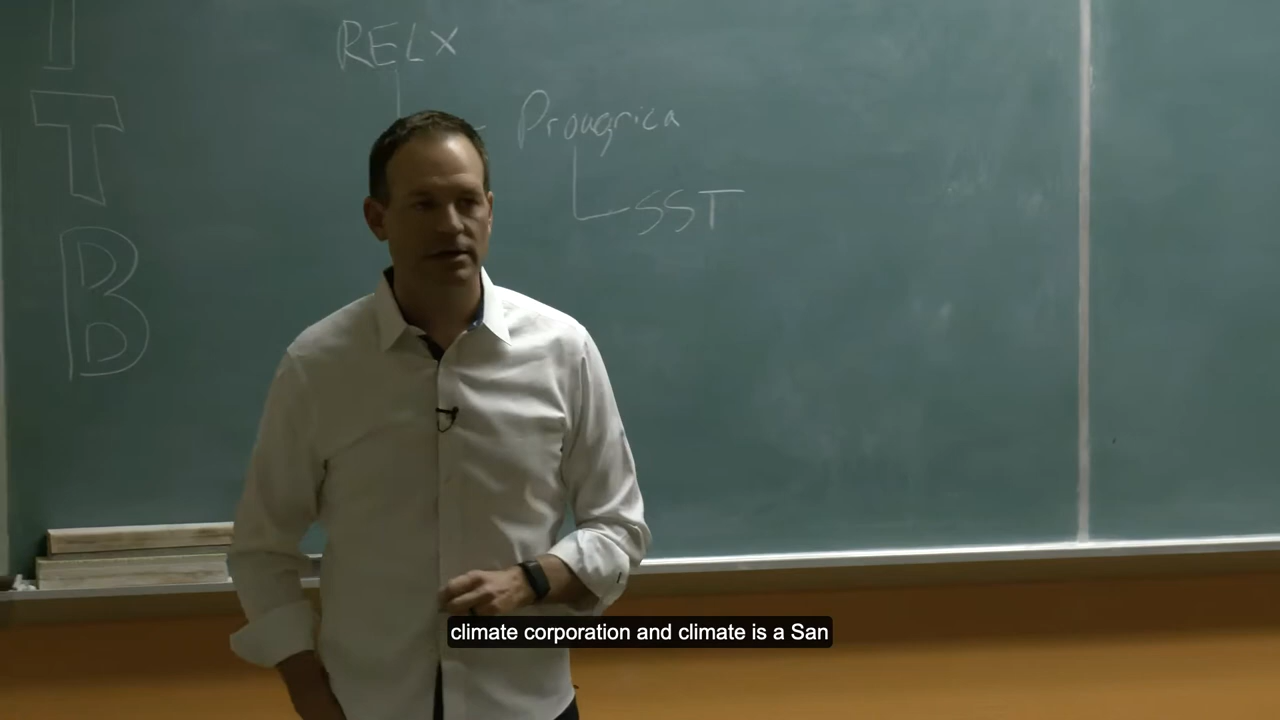 I
T
B
RELX
Proagrica
SST
climate corporation and climate is a San